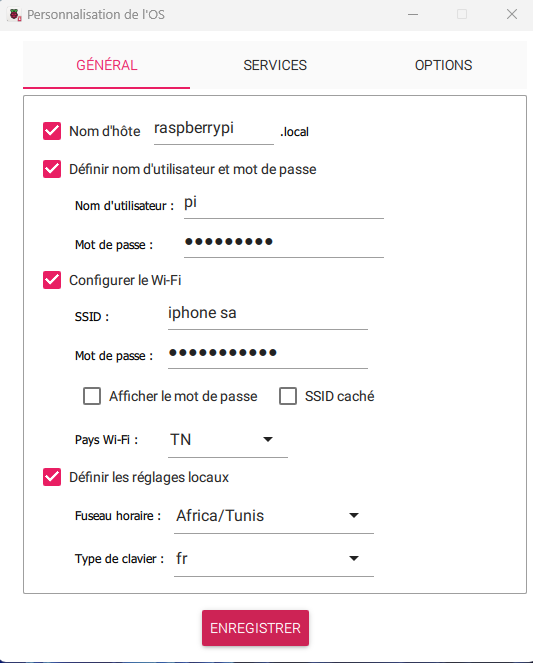 Personnalisation de l'OS
GÉNÉRAL SERVICES OPTIONS
Nom d'hôte raspberrypi .local
Définir nom d'utilisateur et mot de passe
Nom d'utilisateur : pi
Mot de passe : •••••••••
Configurer le Wi-Fi
SSID : iphone sa
Mot de passe : •••••••••••
Afficher le mot de passe SSID caché
Pays Wi-Fi : TN
Définir les réglages locaux
Fuseau horaire : Africa/Tunis
Type de clavier : fr
ENREGISTRER